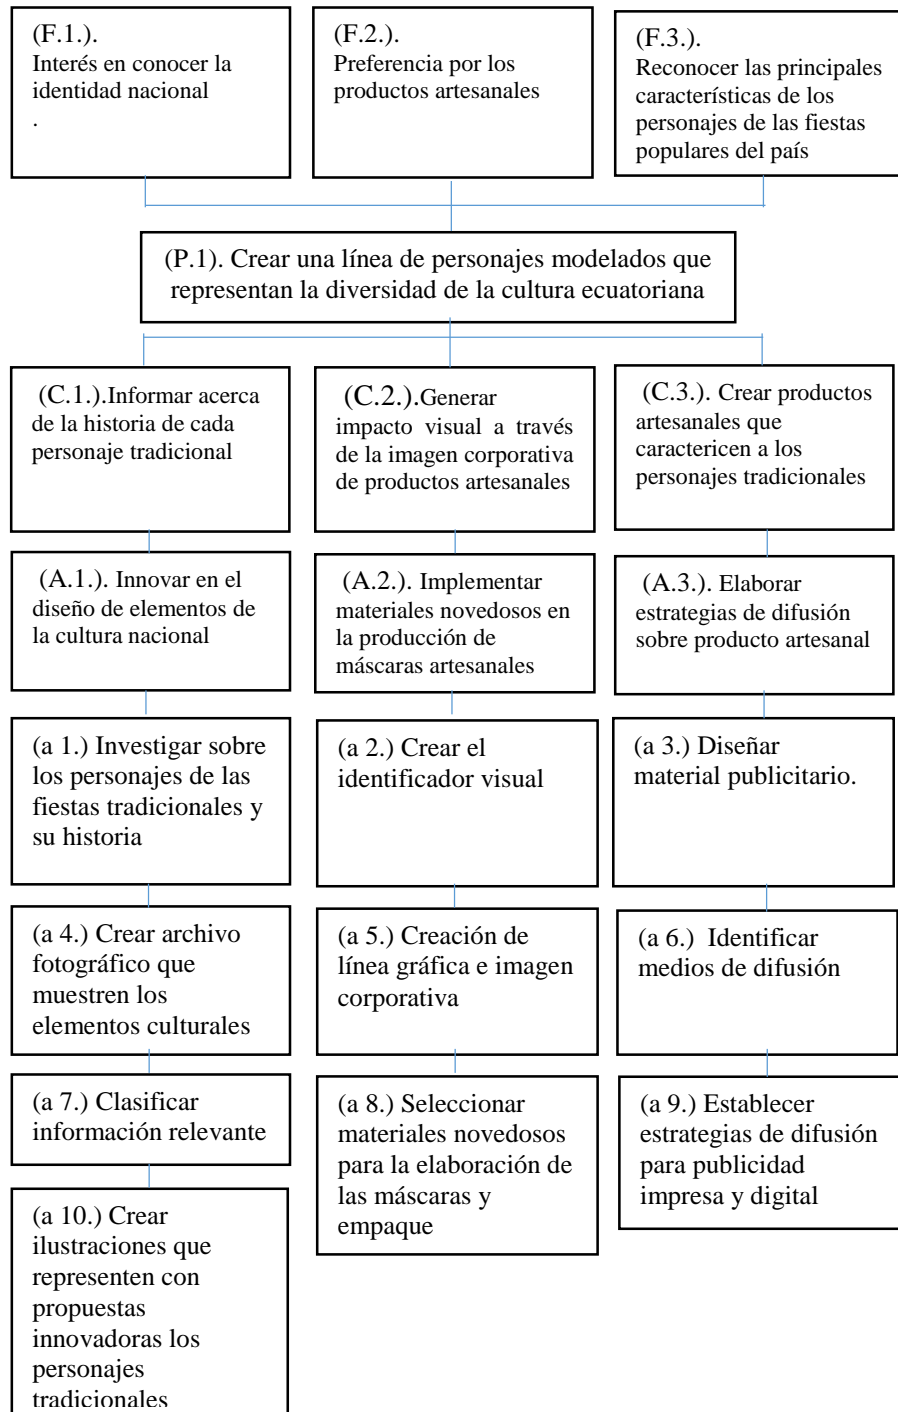 (F.1.).
Interés en conocer la
identidad nacional
.
(F.2.).
Preferencia por los
productos artesanales
(F.3.).
Reconocer las principales
características de los
personajes de las fiestas
populares del país
(P.1). Crear una línea de personajes modelados que
representan la diversidad de la cultura ecuatoriana
(C.1.).Informar acerca
de la historia de cada
personaje tradicional
(C.2.).Generar
impacto visual a través
de la imagen corporativa
de productos artesanales
(C.3.). Crear productos
artesanales que
caractericen a los
personajes tradicionales
(A.1.). Innovar en el
diseño de elementos de
la cultura nacional
(A.2.). Implementar
materiales novedosos en
la producción de
máscaras artesanales
(A.3.). Elaborar
estrategias de difusión
sobre producto artesanal
(a 1.) Investigar sobre
los personajes de las
fiestas tradicionales y
su historia
(a 2.) Crear el
identificador visual
(a 3.) Diseñar
material publicitario.
(a 4.) Crear archivo
fotográfico que
muestren los
elementos culturales
(a 5.) Creación de
línea gráfica e imagen
corporativa
(a 6.) Identificar
medios de difusión
(a 7.) Clasificar
información relevante
(a 8.) Seleccionar
materiales novedosos
para la elaboración de
las máscaras y
empaque
(a 9.) Establecer
estrategias de difusión
para publicidad
impresa y digital
(a 10.) Crear
ilustraciones que
representen con
propuestas
innovadoras los
personajes
tradicionales